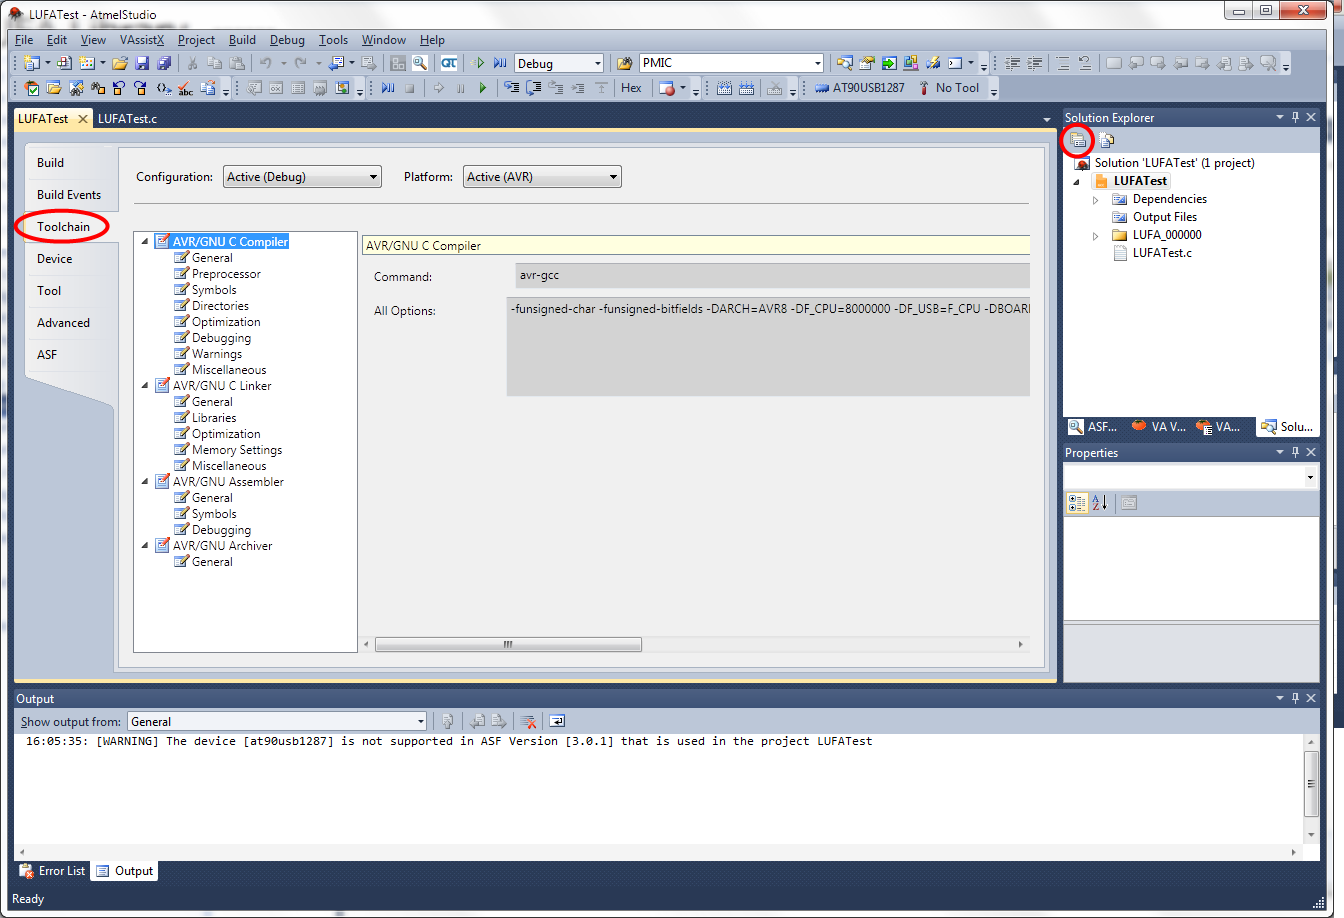 LUFATest - AtmelStudio
File Edit View VAssistX Project Build Debug Tools Window Help
Debug PMIC
Hex AT90USB1287 No Tool
LUFATest LUFATest.c
Build
Build Events
Toolchain
Device
Tool
Advanced
ASF
Configuration: Active (Debug) Platform: Active (AVR)
AVR/GNU C Compiler
General
Preprocessor
Symbols
Directories
Optimization
Debugging
Warnings
Miscellaneous
AVR/GNU C Linker
General
Libraries
Optimization
Memory Settings
Miscellaneous
AVR/GNU Assembler
General
Symbols
Debugging
AVR/GNU Archiver
General
AVR/GNU C Compiler
Command: avr-gcc
All Options: -funsigned-char -funsigned-bitfields -DARCH=AVR8 -DF_CPU=8000000 -DF_USB=F_CPU -DBOARD
Solution Explorer
Solution 'LUFATest' (1 project)
LUFATest
Dependencies
Output Files
LUFA_000000
LUFATest.c
ASF... VA V... VA... Solu...
Properties
Output
Show output from: General
16:05:35: [WARNING] The device [at90usb1287] is not supported in ASF Version [3.0.1] that is used in the project LUFATest
Error List Output
Ready